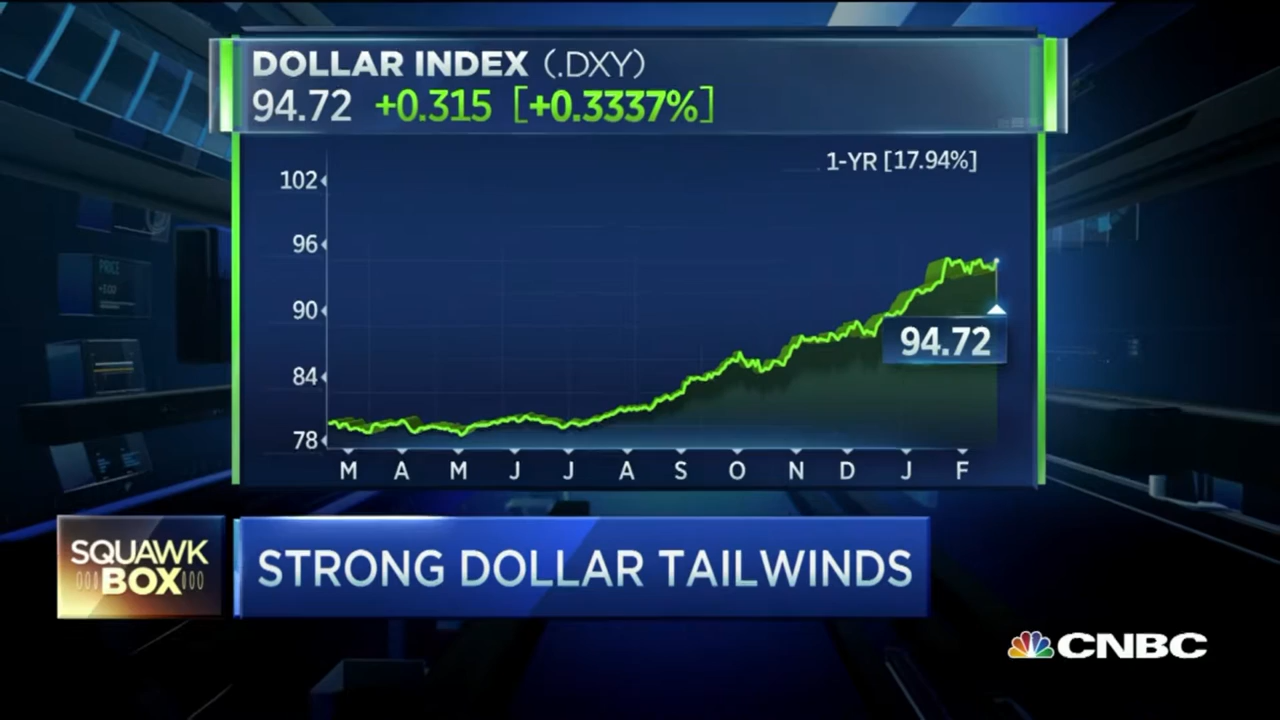 DOLLAR INDEX (.DXY)
94.72 +0.315 [+0.3337%]
1-YR [17.94%]
102
96
90
84
78
94.72
M A M J J A S O N D J F
PRICE
SQUAWK
BOX
STRONG DOLLAR TAILWINDS
CNBC